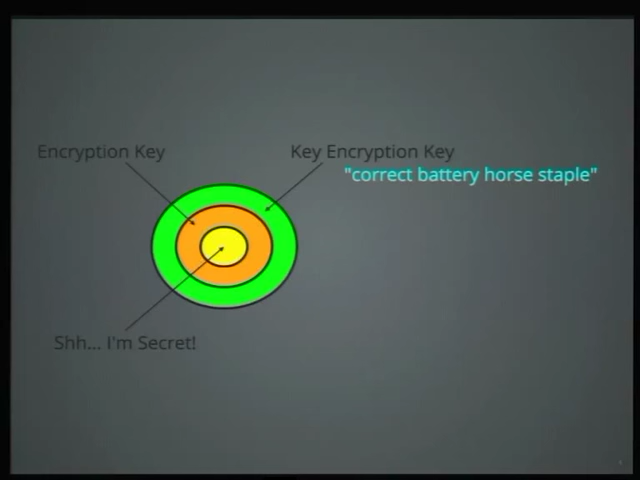 Encryption Key
Key Encryption Key
"correct battery horse staple"
Shh... I'm Secret!